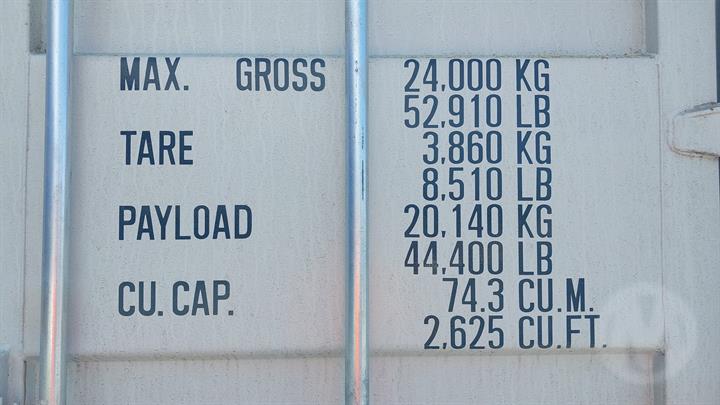 MAX. GROSS 24,000 KG
52,910 LB
TARE 3,860 KG
8,510 LB
PAYLOAD 20,140 KG
44,400 LB
CU. CAP. 74.3 CU.M.
2,625 CU.FT.